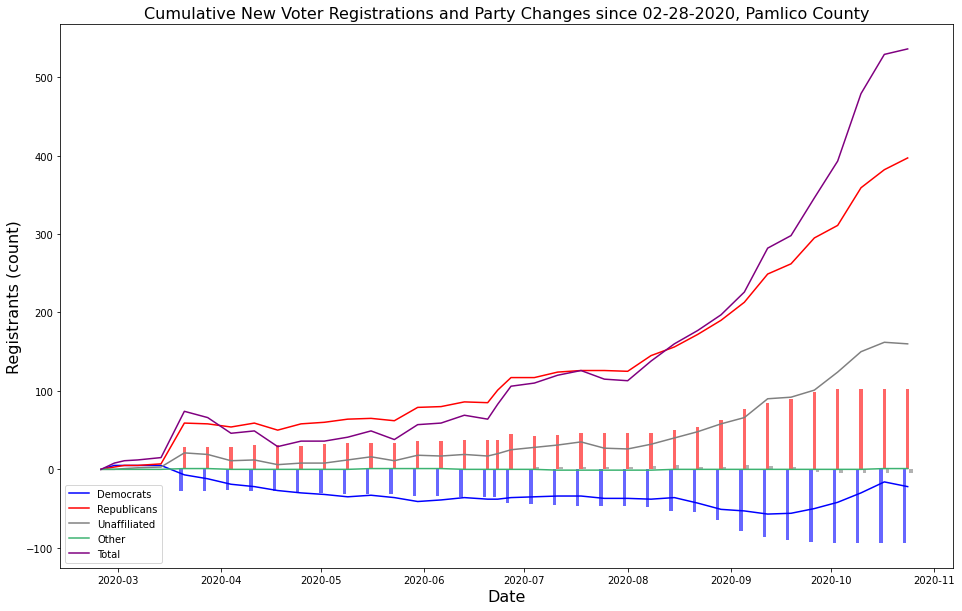 Cumulative New Voter Registrations and Party Changes since 02-28-2020, Pamlico County
Registrants (count)
500
400
300
200
100
0
−100
Democrats
Republicans
Unaffiliated
Other
Total
2020-03
2020-04
2020-05
2020-06
2020-07
2020-08
2020-09
2020-10
2020-11
Date